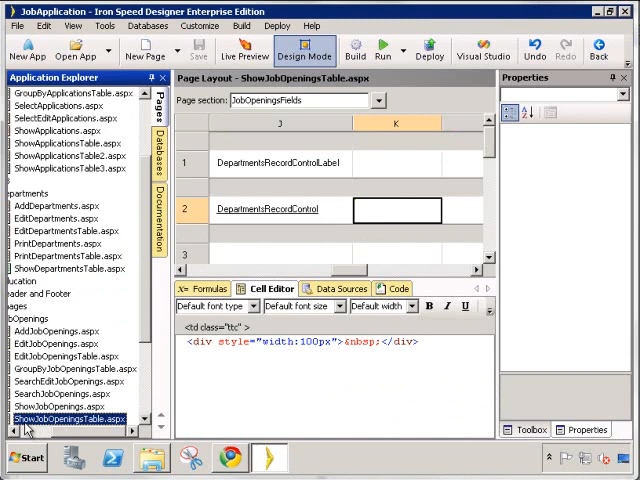 JobApplication - Iron Speed Designer Enterprise Edition
File Edit View Tools Databases Customize Build Deploy Help
New App Open App New Page Save Live Preview Design Mode Build Run Deploy Visual Studio Undo Redo Back
Application Explorer
GroupByApplicationsTable.aspx
SelectApplications.aspx
SelectEditApplications.aspx
ShowApplications.aspx
ShowApplicationsTable.aspx
ShowApplicationsTable2.aspx
ShowApplicationsTable3.aspx
s
epartments
AddDepartments.aspx
EditDepartments.aspx
EditDepartmentsTable.aspx
PrintDepartments.aspx
ShowDepartmentsTable.aspx
ducation
eader and Footer
nages
bOpenings
AddJobOpenings.aspx
EditJobOpenings.aspx
EditJobOpeningsTable.aspx
GroupByJobOpeningsTable.aspx
SearchEditJobOpenings.aspx
SearchJobOpenings.aspx
ShowJobOpenings.aspx
ShowJobOpeningsTable.aspx
Pages
Databases
Documentation
Page Layout - ShowJobOpeningsTable.aspx
Page section: JobOpeningsFields
J K
1 DepartmentsRecordControlLabel
2 DepartmentsRecordControl
3
Formulas Cell Editor Data Sources Code
Default font type Default font size Default width B I U
<td class="ttc" >
<div style="width:100px">&nbsp;</div>
Properties
Toolbox Properties
Start